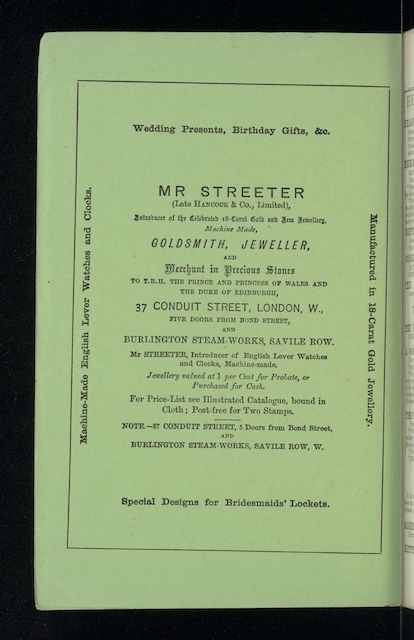 Wedding Presents, Birthday Gifts, &c.
Machine-Made English Lever Watches and Clocks.
MR STREETER
(Late HANCOCK & Co., Limited),
Introducer of the Celebrated 18-Carat Gold and Gem Jewellery,
Machine Made,
GOLDSMITH, JEWELLER,
AND
Merchant in Precious Stones
TO T.R.H. THE PRINCE AND PRINCESS OF WALES AND
THE DUKE OF EDINBURGH,
37 CONDUIT STREET, LONDON, W.,
FIVE DOORS FROM BOND STREET,
AND
BURLINGTON STEAM-WORKS, SAVILE ROW.
Mr STREETER, Introducer of English Lever Watches
and Clocks, Machine-made.
Jewellery valued at 1 per Cent for Probate, or
Purchased for Cash.
For Price-List see Illustrated Catalogue, bound in
Cloth; Post-free for Two Stamps.
NOTE.—37 CONDUIT STREET, 5 Doors from Bond Street,
AND
BURLINGTON STEAM-WORKS, SAVILE ROW, W.
Manufactured in 18-Carat Gold Jewellery.
Special Designs for Bridesmaids' Lockets.